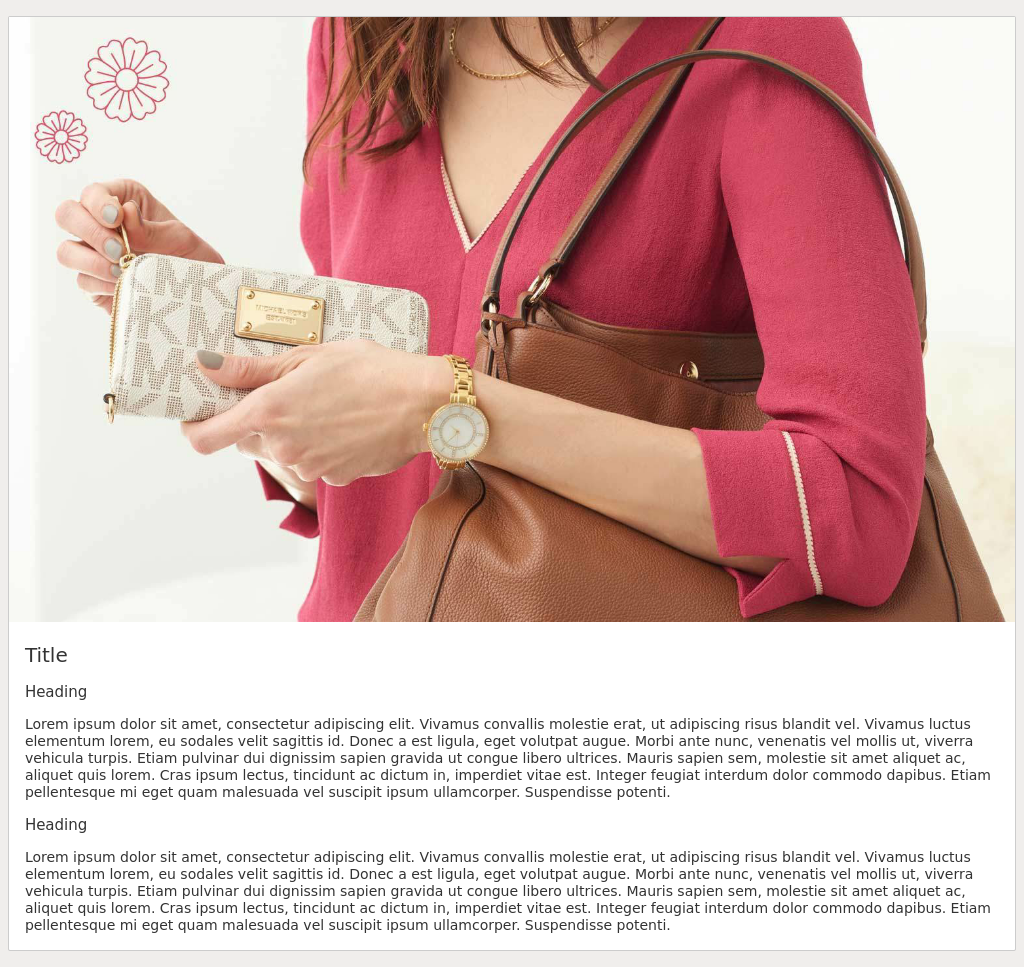 MICHAEL KORS
Title
Heading
Lorem ipsum dolor sit amet, consectetur adipiscing elit. Vivamus convallis molestie erat, ut adipiscing risus blandit vel. Vivamus luctus
elementum lorem, eu sodales velit sagittis id. Donec a est ligula, eget volutpat augue. Morbi ante nunc, venenatis vel mollis ut, viverra
vehicula turpis. Etiam pulvinar dui dignissim sapien gravida ut congue libero ultrices. Mauris sapien sem, molestie sit amet aliquet ac,
aliquet quis lorem. Cras ipsum lectus, tincidunt ac dictum in, imperdiet vitae est. Integer feugiat interdum dolor commodo dapibus. Etiam
pellentesque mi eget quam malesuada vel suscipit ipsum ullamcorper. Suspendisse potenti.
Heading
Lorem ipsum dolor sit amet, consectetur adipiscing elit. Vivamus convallis molestie erat, ut adipiscing risus blandit vel. Vivamus luctus
elementum lorem, eu sodales velit sagittis id. Donec a est ligula, eget volutpat augue. Morbi ante nunc, venenatis vel mollis ut, viverra
vehicula turpis. Etiam pulvinar dui dignissim sapien gravida ut congue libero ultrices. Mauris sapien sem, molestie sit amet aliquet ac,
aliquet quis lorem. Cras ipsum lectus, tincidunt ac dictum in, imperdiet vitae est. Integer feugiat interdum dolor commodo dapibus. Etiam
pellentesque mi eget quam malesuada vel suscipit ipsum ullamcorper. Suspendisse potenti.